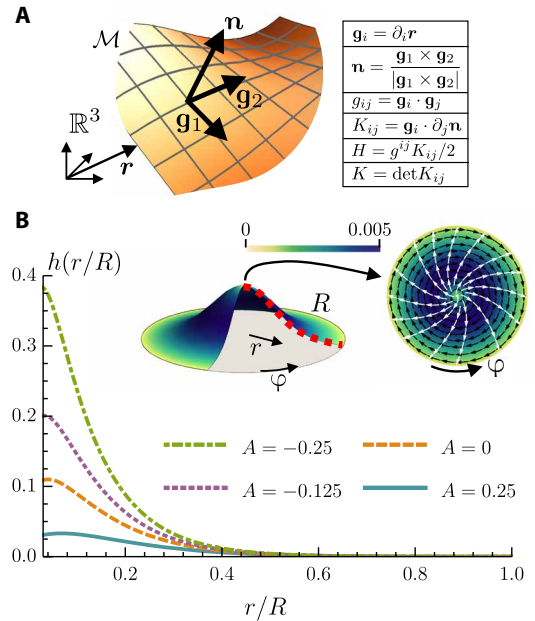 A
𝓜
n
g₂
g₁
ℝ³
r
gᵢ = ∂ᵢr
n = g₁ × g₂ / |g₁ × g₂|
gᵢⱼ = gᵢ · gⱼ
Kᵢⱼ = gᵢ · ∂ⱼn
H = gⁱʲKᵢⱼ/2
K = detKᵢⱼ
B
h(r/R)
0 0.005
R
r
φ
φ
0.4
0.3
0.2
0.1
0.0
A = −0.25
A = 0
A = −0.125
A = 0.25
0.2 0.4 0.6 0.8 1.0
r/R